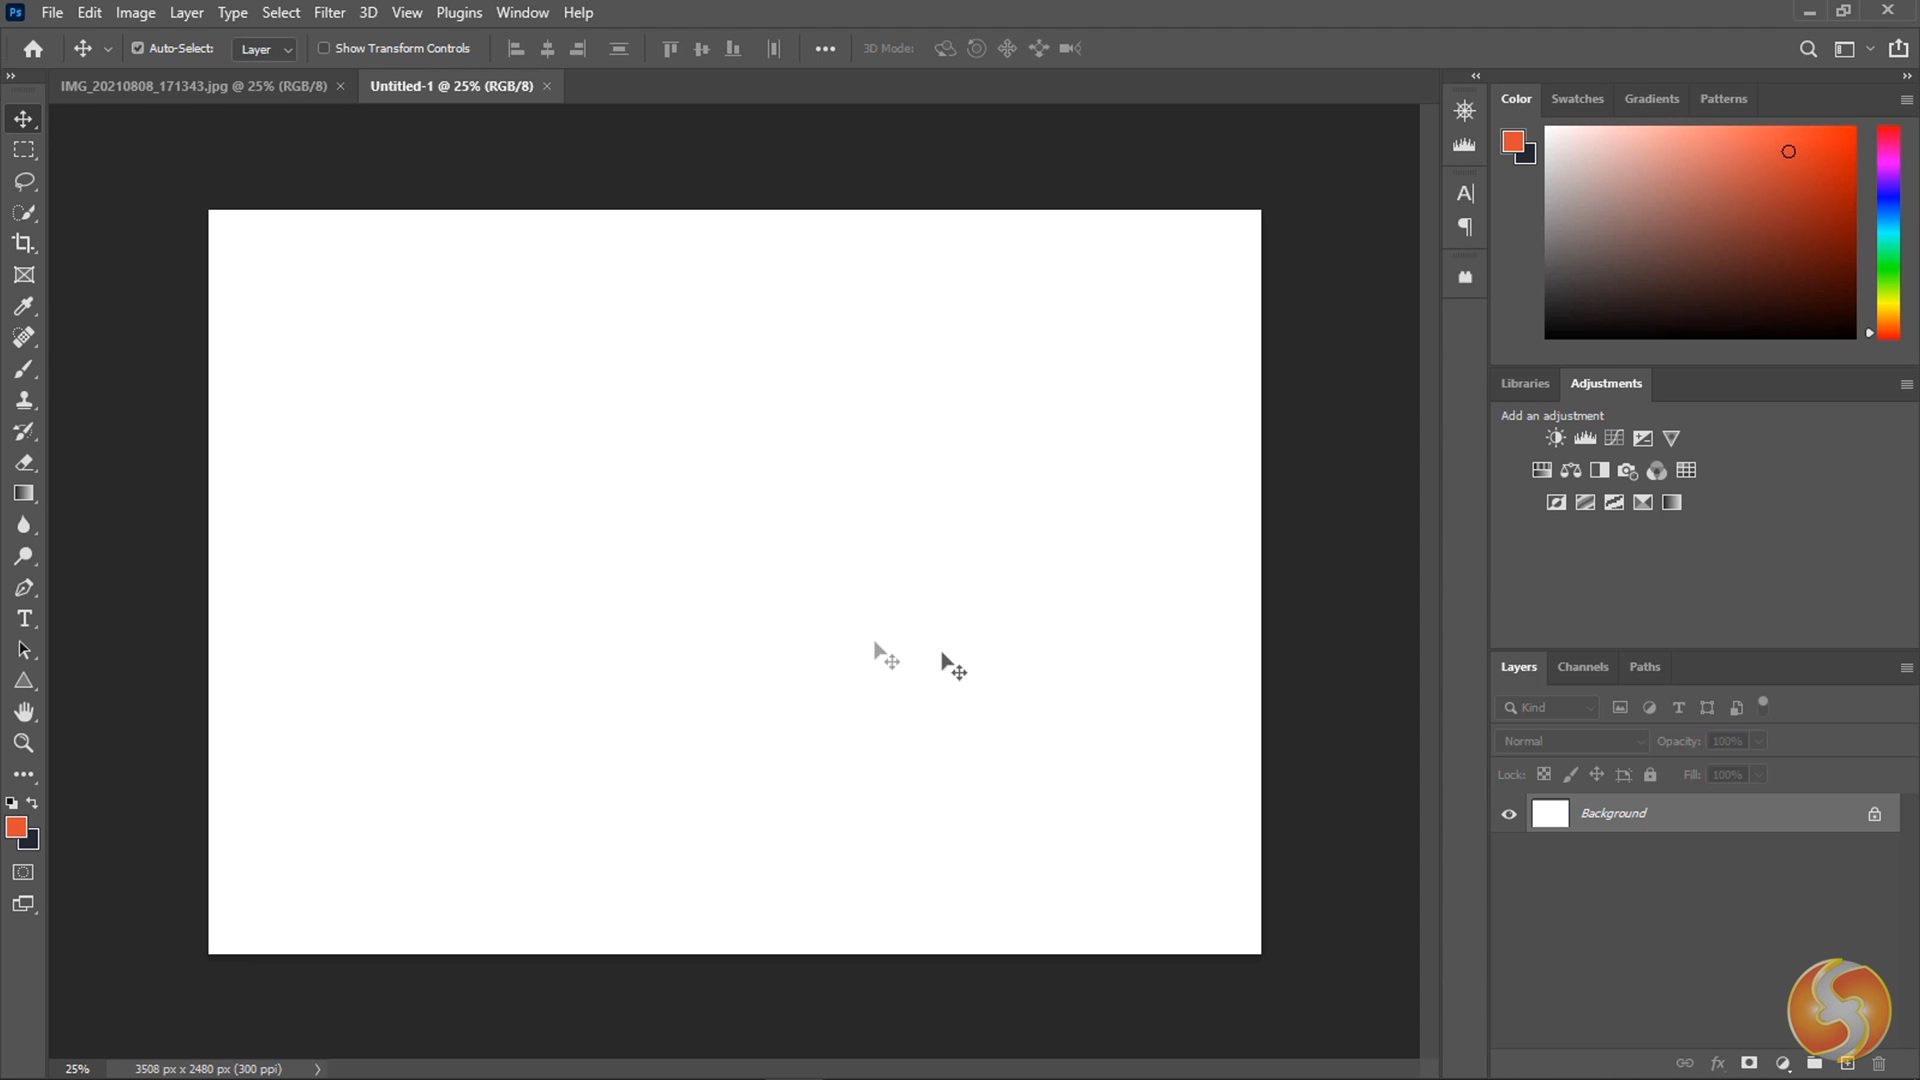 Ps File Edit Image Layer Type Select Filter 3D View Plugins Window Help
Auto-Select: Layer Show Transform Controls 3D Mode:
IMG_20210808_171343.jpg @ 25% (RGB/8) Untitled-1 @ 25% (RGB/8)
Color Swatches Gradients Patterns
Libraries Adjustments
Add an adjustment
Layers Channels Paths
Kind
Normal Opacity: 100%
Lock: Fill: 100%
Background
25% 3508 px x 2480 px (300 ppi)